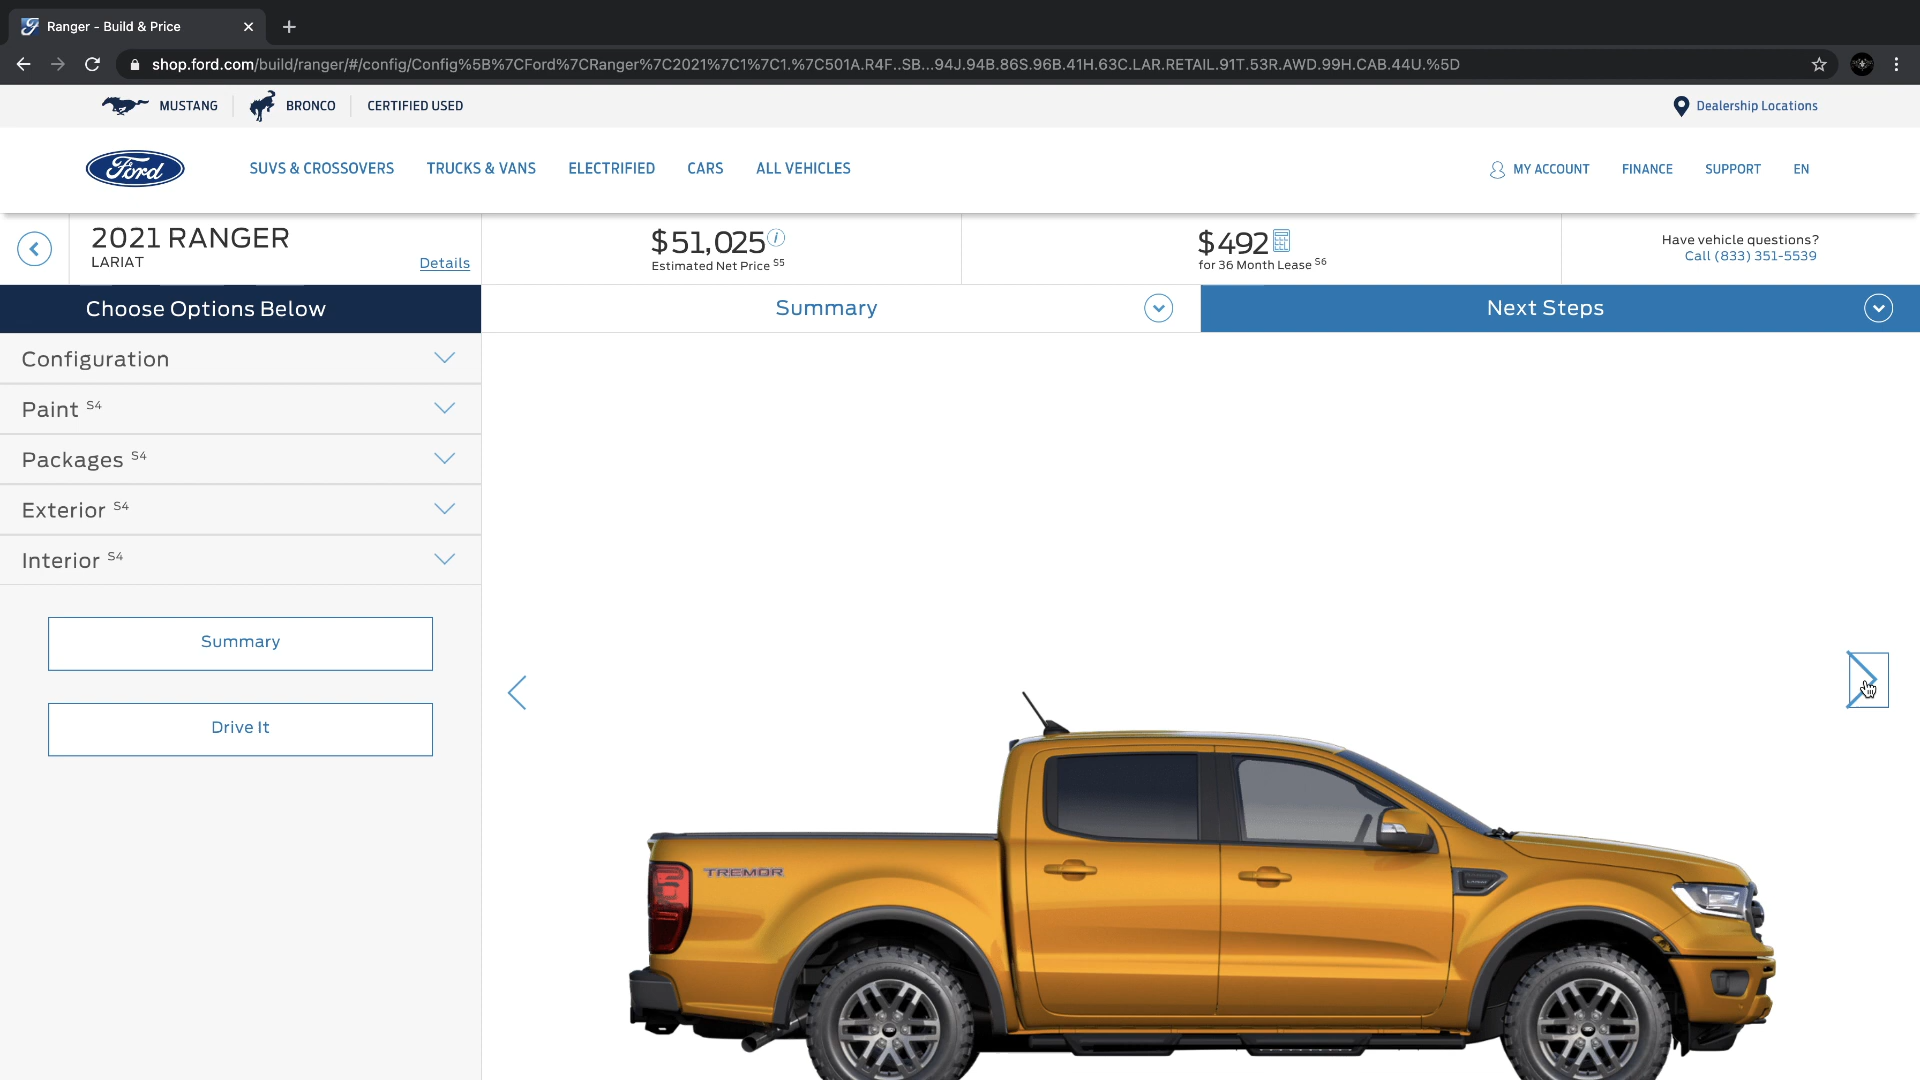 Ranger - Build & Price
shop.ford.com/build/ranger/#/config/Config%5B%7CFord%7CRanger%7C2021%7C1%7C1.%7C501A.R4F..SB...94J.94B.86S.96B.41H.63C.LAR.RETAIL.91T.53R.AWD.99H.CAB.44U.%5D
MUSTANG
BRONCO
CERTIFIED USED
Dealership Locations
Ford
SUVS & CROSSOVERS
TRUCKS & VANS
ELECTRIFIED
CARS
ALL VEHICLES
MY ACCOUNT
FINANCE
SUPPORT
EN
2021 RANGER
LARIAT
Details
$51,025
Estimated Net Price S5
$492
for 36 Month Lease S6
Have vehicle questions?
Call (833) 351-5539
Choose Options Below
Summary
Next Steps
Configuration
Paint S4
Packages S4
Exterior S4
Interior S4
Summary
Drive It
TREMOR